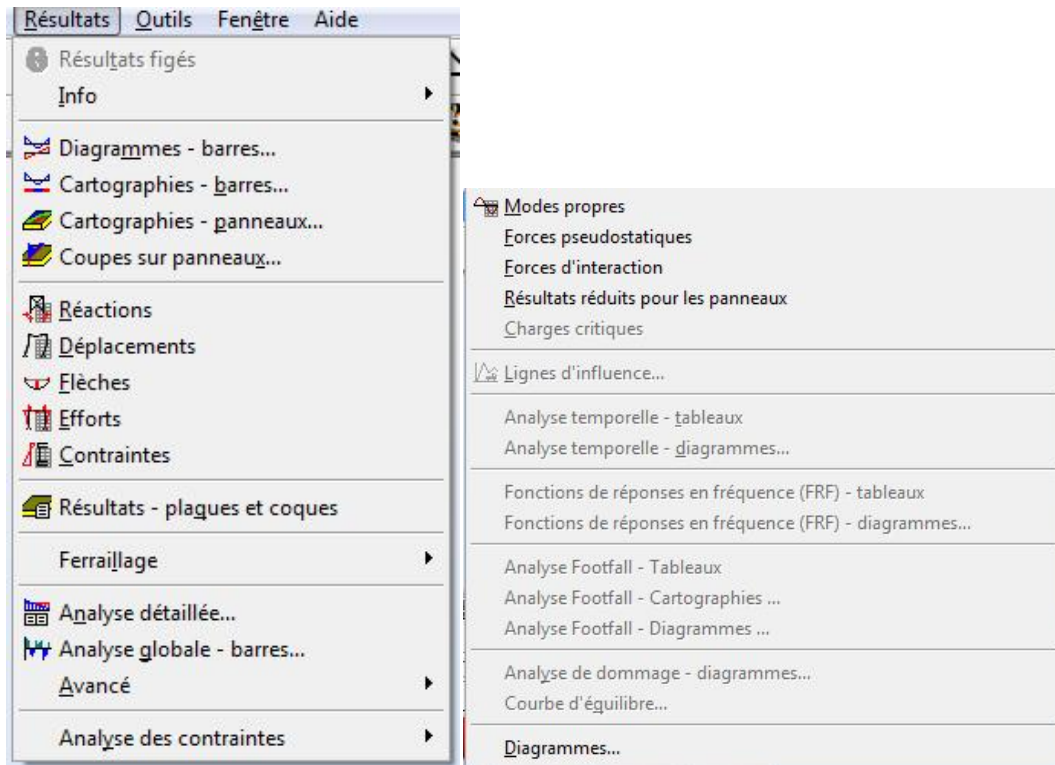 Résultats Outils Fenêtre Aide
Résultats figés
Info
Diagrammes - barres...
Cartographies - barres...
Cartographies - panneaux...
Coupes sur panneaux...
Réactions
Déplacements
Flèches
Efforts
Contraintes
Résultats - plaques et coques
Ferraillage
Analyse détaillée...
Analyse globale - barres...
Avancé
Analyse des contraintes
Modes propres
Forces pseudostatiques
Forces d'interaction
Résultats réduits pour les panneaux
Charges critiques
Lignes d'influence...
Analyse temporelle - tableaux
Analyse temporelle - diagrammes...
Fonctions de réponses en fréquence (FRF) - tableaux
Fonctions de réponses en fréquence (FRF) - diagrammes...
Analyse Footfall - Tableaux
Analyse Footfall - Cartographies ...
Analyse Footfall - Diagrammes ...
Analyse de dommage - diagrammes...
Courbe d'équilibre...
Diagrammes...